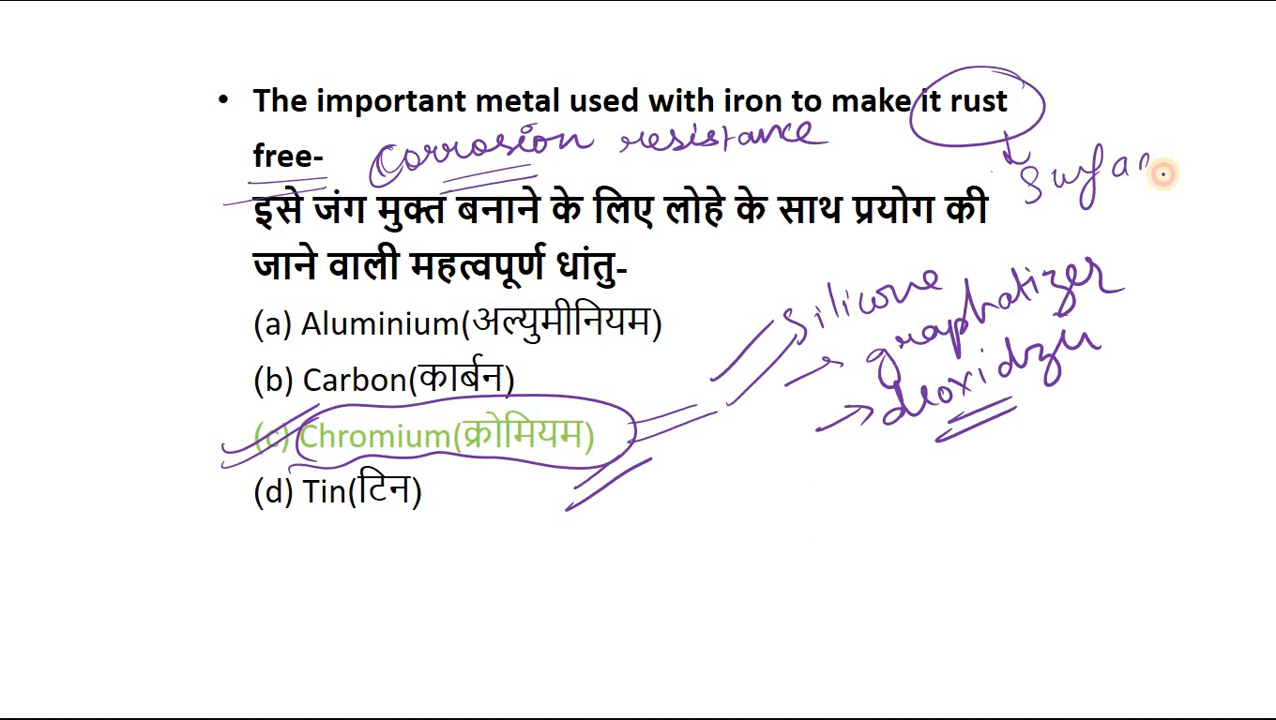 • The important metal used with iron to make it rust
free-
Corrosion resistance
इसे जंग मुक्त बनाने के लिए लोहे के साथ प्रयोग की
जाने वाली महत्वपूर्ण धांतु-
(a) Aluminium(अल्युमीनियम)
(b) Carbon(कार्बन)
(c) Chromium(क्रोमियम)
(d) Tin(टिन)
Silicone
graphatizer